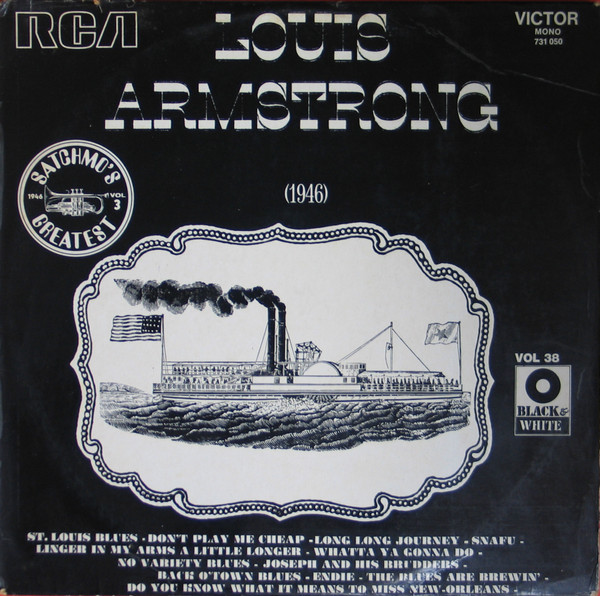 RCA
VICTOR
MONO
731 050
LOUIS
ARMSTRONG
SATCHMO'S
1946
VOL.
3
GREATEST
(1946)
VOL 38
BLACK&
WHITE
ST. LOUIS BLUES - DON'T PLAY ME CHEAP - LONG LONG JOURNEY - SNAFU -
LINGER IN MY ARMS A LITTLE LONGER - WHATTA YA GONNA DO -
NO VARIETY BLUES - JOSEPH AND HIS BRUDDERS -
BACK O'TOWN BLUES - ENDIE - THE BLUES ARE BREWIN' -
DO YOU KNOW WHAT IT MEANS TO MISS NEW-ORLEANS -